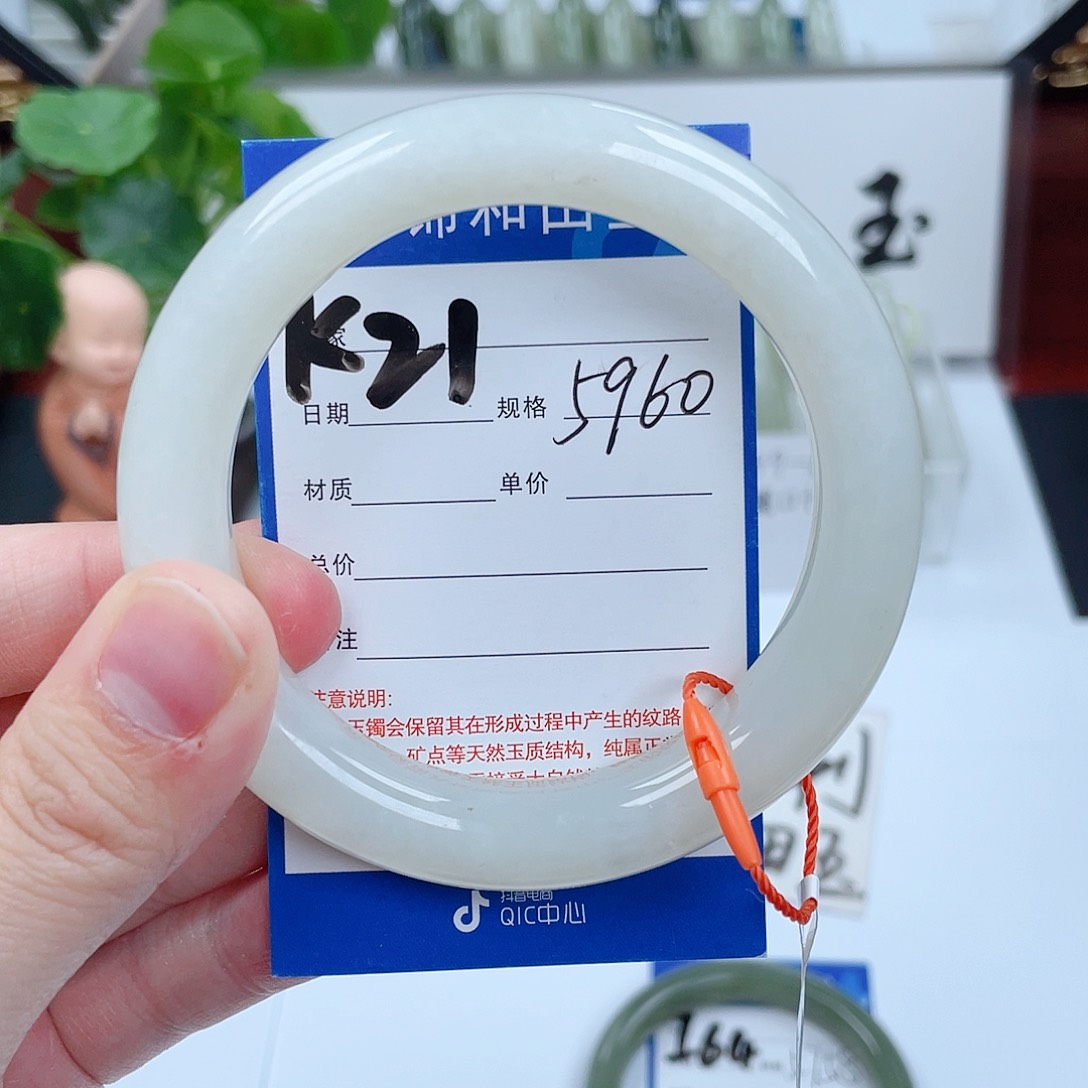 玉
K21
日期 规格 5960
材质 单价
总价
注
注意说明:
玉镯会保留其在形成过程中产生的纹路
矿点等天然玉质结构，纯属正
抖音电商
QIC中心
164